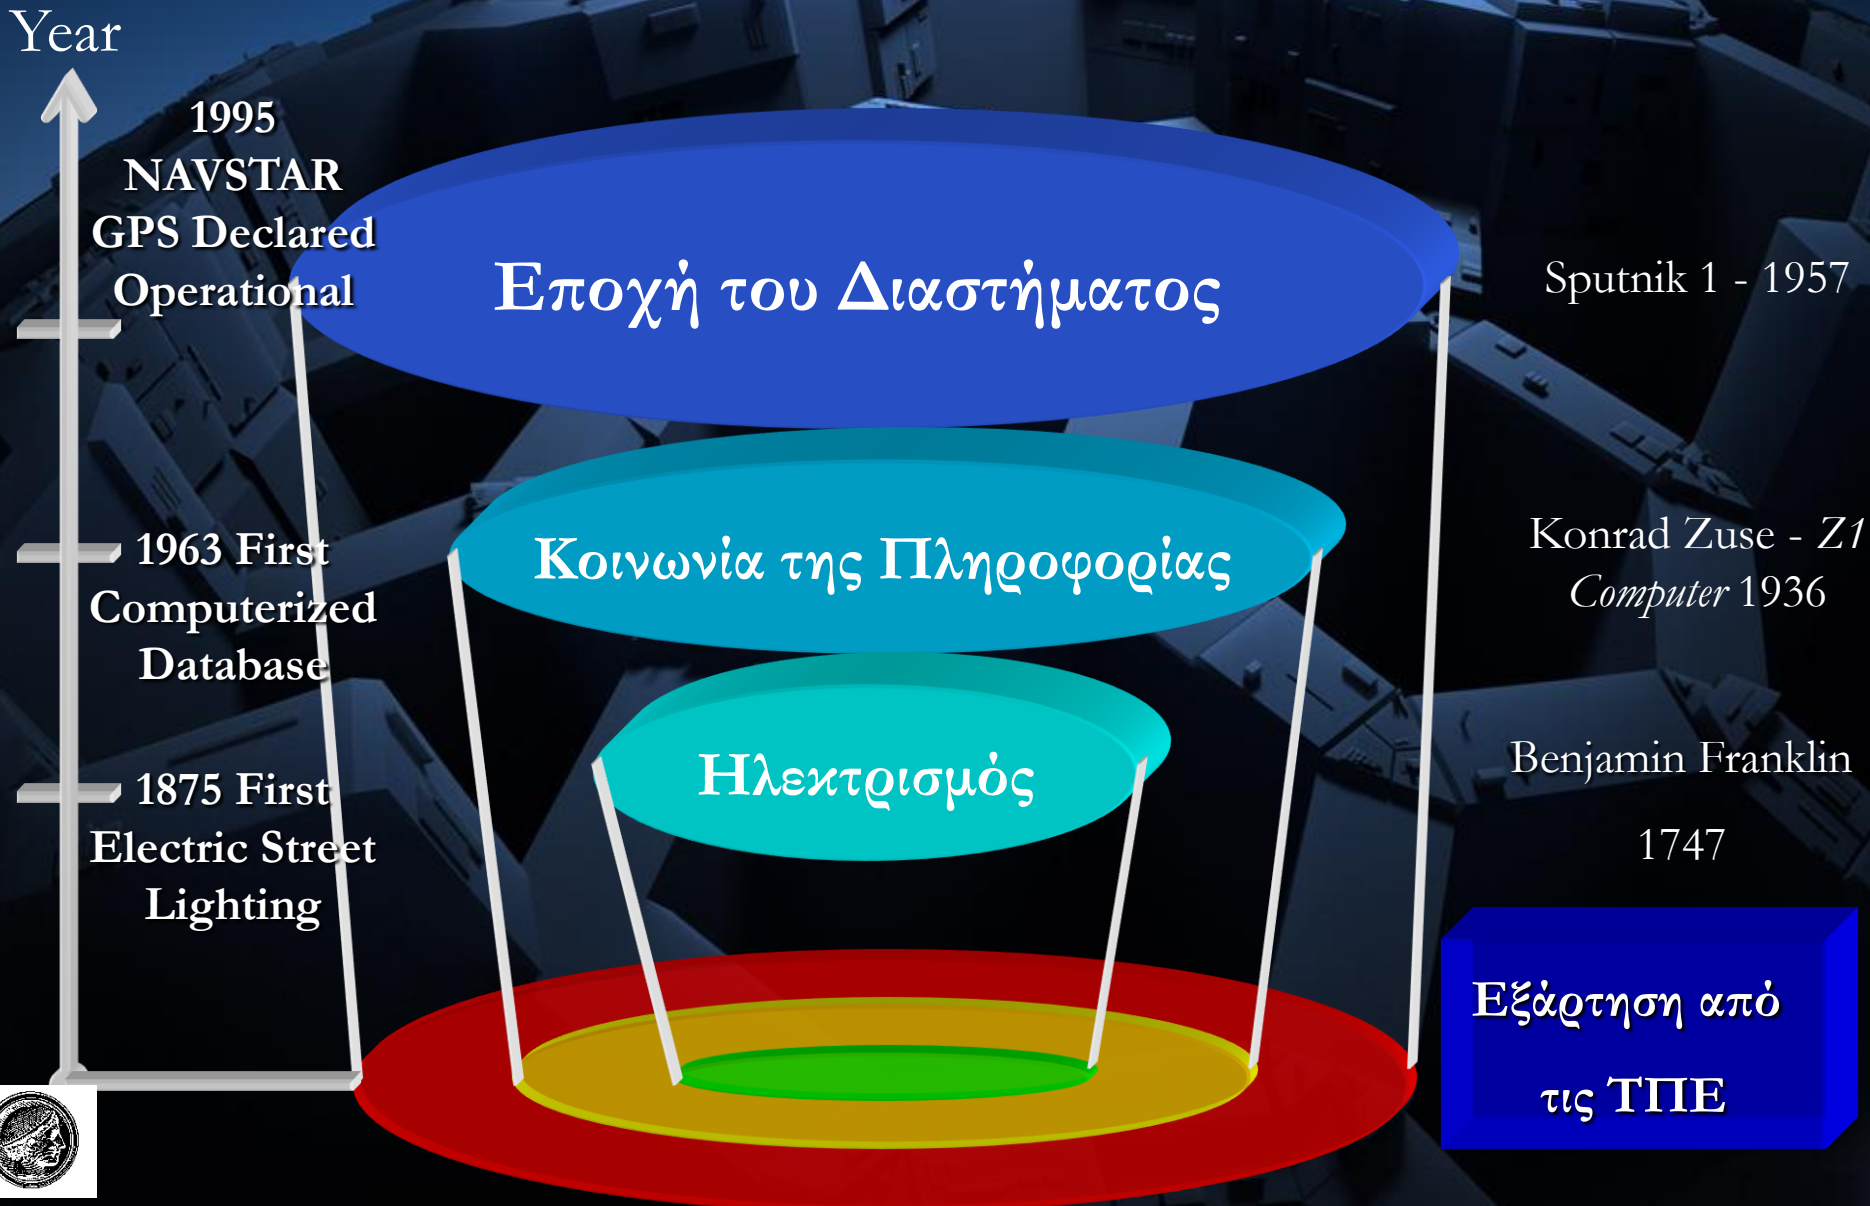 Year
1995
NAVSTAR
GPS Declared
Operational
Εποχή του Διαστήματος
Sputnik 1 - 1957
1963 First
Computerized
Database
Κοινωνία της Πληροφορίας
Konrad Zuse - Z1
Computer 1936
1875 First
Electric Street
Lighting
Ηλεκτρισμός
Benjamin Franklin
1747
Εξάρτηση από
τις ΤΠΕ